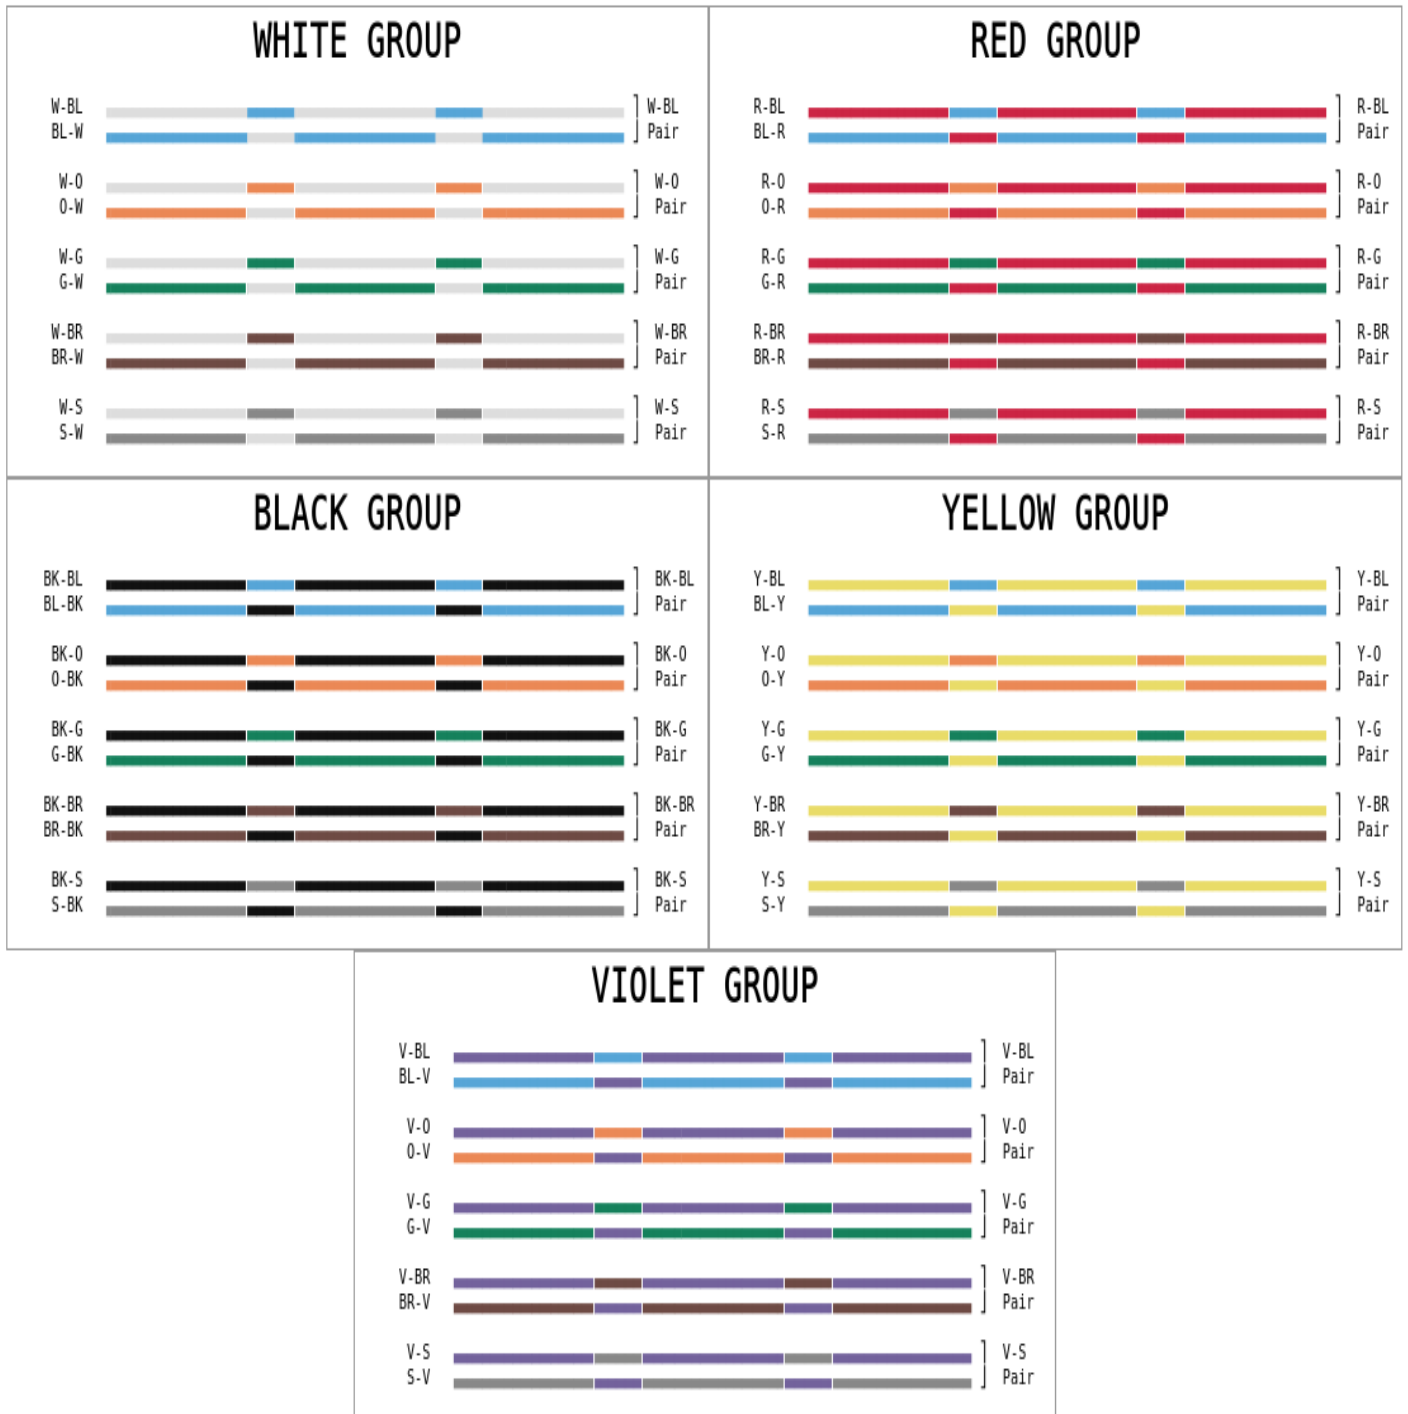 WHITE GROUP
W-BL W-BL
BL-W Pair
W-O W-O
O-W Pair
W-G W-G
G-W Pair
W-BR W-BR
BR-W Pair
W-S W-S
S-W Pair
RED GROUP
R-BL R-BL
BL-R Pair
R-O R-O
O-R Pair
R-G R-G
G-R Pair
R-BR R-BR
BR-R Pair
R-S R-S
S-R Pair
BLACK GROUP
BK-BL BK-BL
BL-BK Pair
BK-O BK-O
O-BK Pair
BK-G BK-G
G-BK Pair
BK-BR BK-BR
BR-BK Pair
BK-S BK-S
S-BK Pair
YELLOW GROUP
Y-BL Y-BL
BL-Y Pair
Y-O Y-O
O-Y Pair
Y-G Y-G
G-Y Pair
Y-BR Y-BR
BR-Y Pair
Y-S Y-S
S-Y Pair
VIOLET GROUP
V-BL V-BL
BL-V Pair
V-O V-O
O-V Pair
V-G V-G
G-V Pair
V-BR V-BR
BR-V Pair
V-S V-S
S-V Pair